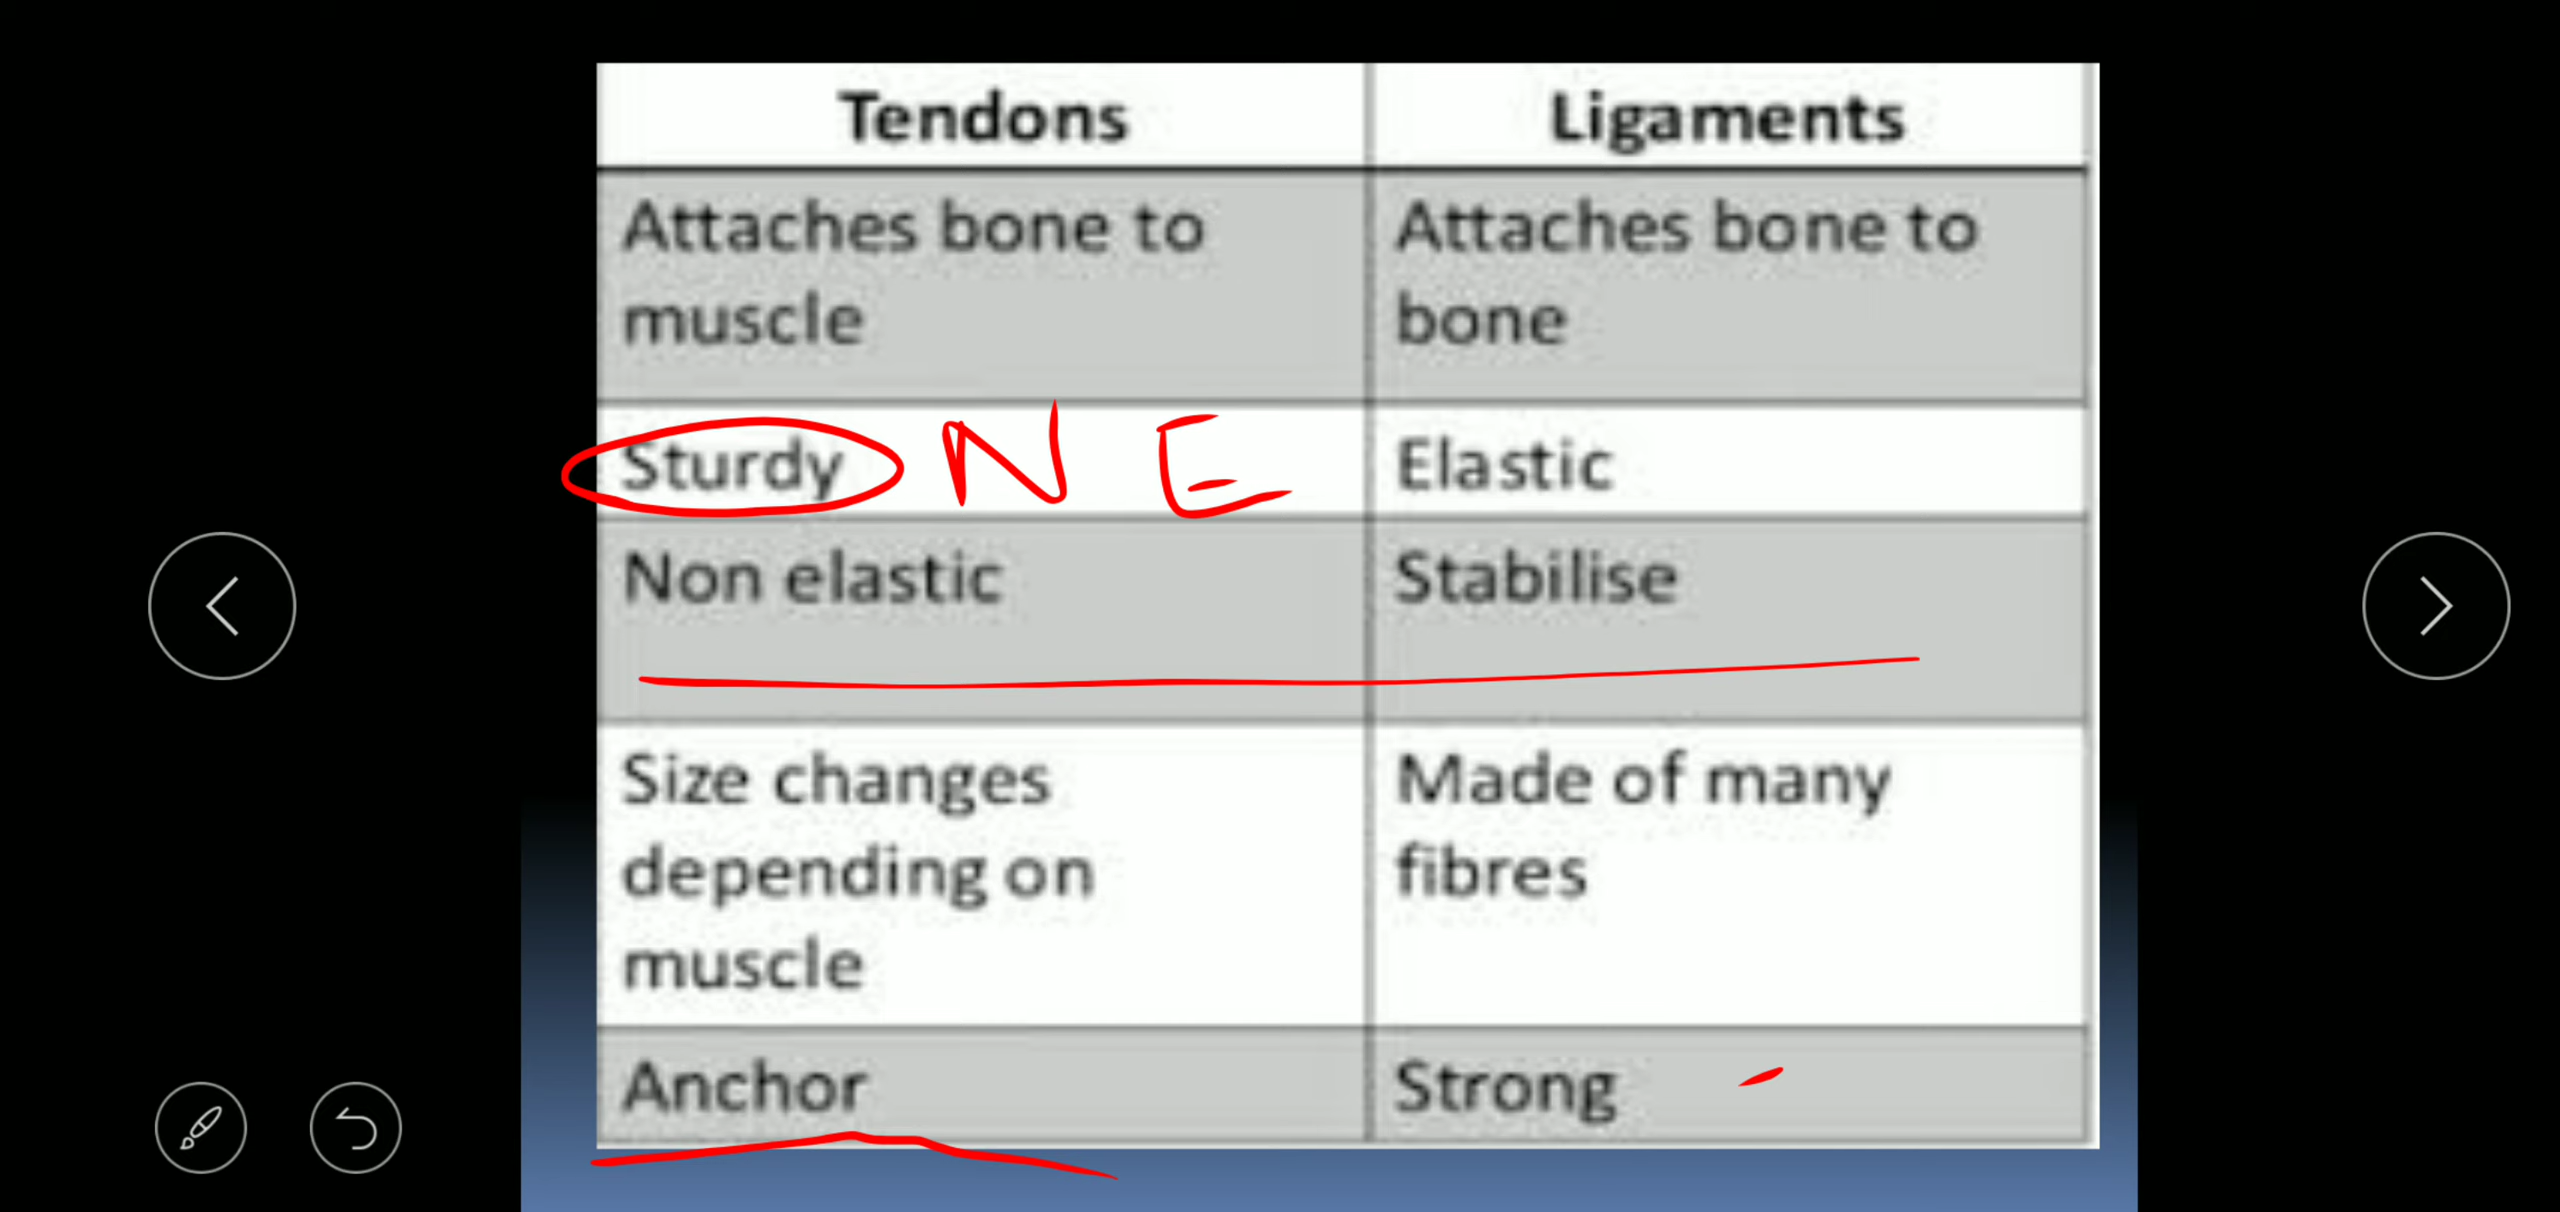 Tendons Ligaments
Attaches bone to Attaches bone to
muscle bone
Sturdy N E Elastic
Non elastic Stabilise
Size changes Made of many
depending on fibres
muscle
Anchor Strong